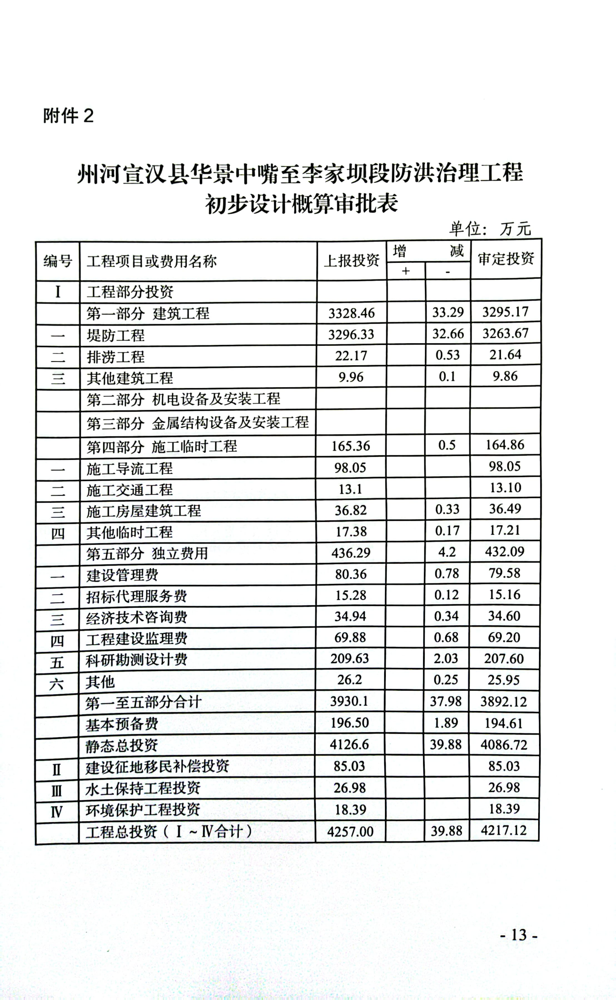 附件 2
州河宣汉县华景中嘴至李家坝段防洪治理工程
初步设计概算审批表
单位：万元
编号 工程项目或费用名称 上报投资 增 减 审定投资
+ -
Ⅰ 工程部分投资
第一部分 建筑工程 3328.46 33.29 3295.17
一 堤防工程 3296.33 32.66 3263.67
二 排涝工程 22.17 0.53 21.64
三 其他建筑工程 9.96 0.1 9.86
第二部分 机电设备及安装工程
第三部分 金属结构设备及安装工程
第四部分 施工临时工程 165.36 0.5 164.86
一 施工导流工程 98.05 98.05
二 施工交通工程 13.1 13.10
三 施工房屋建筑工程 36.82 0.33 36.49
四 其他临时工程 17.38 0.17 17.21
第五部分 独立费用 436.29 4.2 432.09
一 建设管理费 80.36 0.78 79.58
二 招标代理服务费 15.28 0.12 15.16
三 经济技术咨询费 34.94 0.34 34.60
四 工程建设监理费 69.88 0.68 69.20
五 科研勘测设计费 209.63 2.03 207.60
六 其他 26.2 0.25 25.95
第一至五部分合计 3930.1 37.98 3892.12
基本预备费 196.50 1.89 194.61
静态总投资 4126.6 39.88 4086.72
Ⅱ 建设征地移民补偿投资 85.03 85.03
Ⅲ 水土保持工程投资 26.98 26.98
Ⅳ 环境保护工程投资 18.39 18.39
工程总投资（Ⅰ~Ⅳ合计） 4257.00 39.88 4217.12
- 13 -